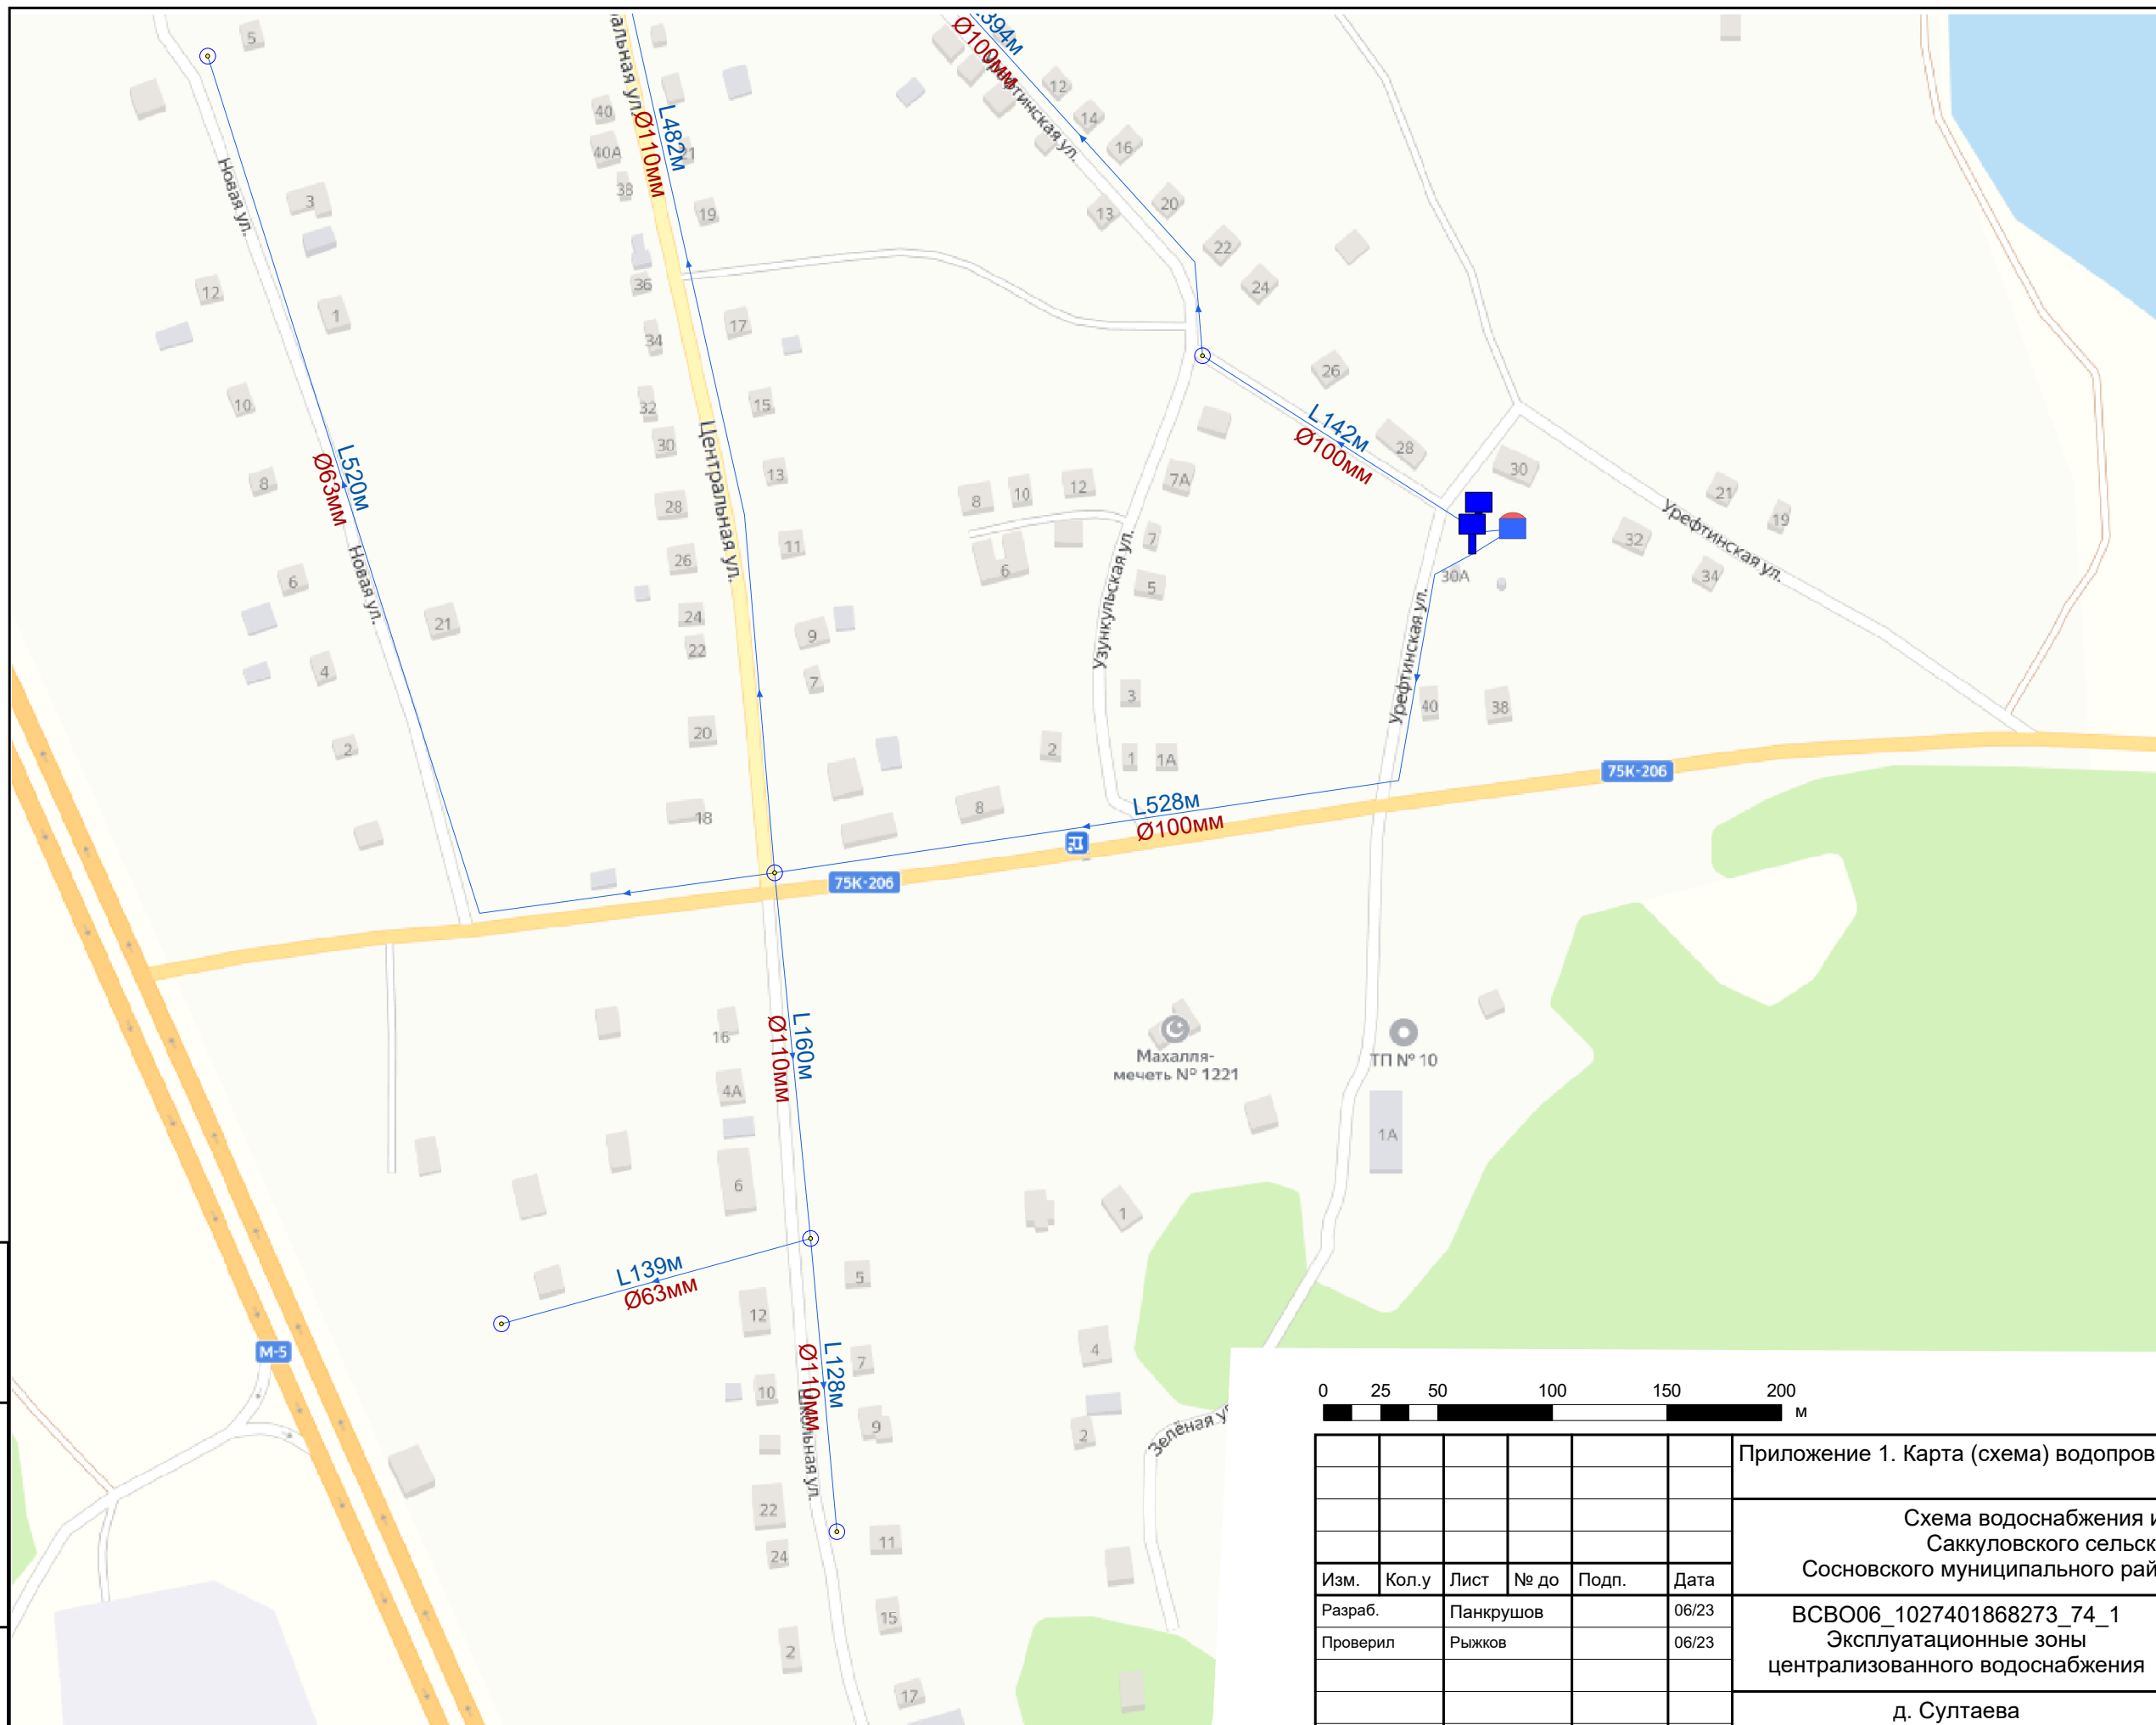 394м
Ø100мм
Урефтинская ул.
5
12
14
16
20
13
22
24
Новая ул.
3
12
1
10
8
L520м
Ø63мм
Новая ул.
6
4
2
21
альная ул.
40
40А
38
L482м
Ø110мм
21
19
36
34
32
30
28
26
24
22
20
18
17
15
13
11
9
7
Центральная ул.
8
10
12
6
7А
7
5
3
1
1А
2
8
Узункульская ул.
26
28
30
L142м
Ø100мм
30А
Урефтинская ул.
40
38
21
19
32
34
Урефтинская ул.
75К-206
L528м
Ø100мм
75К-206
16
L160м
Ø110мм
4А
6
Махалля-
мечеть № 1221
ТП № 10
1А
1
L139м
Ø63мм
5
12
7
4
10
L128м
Ø110мм
Школьная ул.
9
2
Зелёная ул
22
24
11
15
2
17
М-5
0 25 50 100 150 200
м
Приложение 1. Карта (схема) водопров
Схема водоснабжения и
Саккуловского сельск
Сосновского муниципального рай
Изм. Кол.у Лист № до Подп. Дата
Разраб. Панкрушов 06/23
Проверил Рыжков 06/23
ВСВО06_1027401868273_74_1
Эксплуатационные зоны
централизованного водоснабжения
д. Султаева